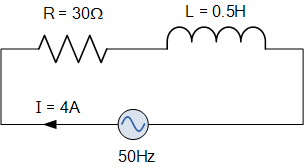 R = 30Ω
L = 0.5H
I = 4A
50Hz